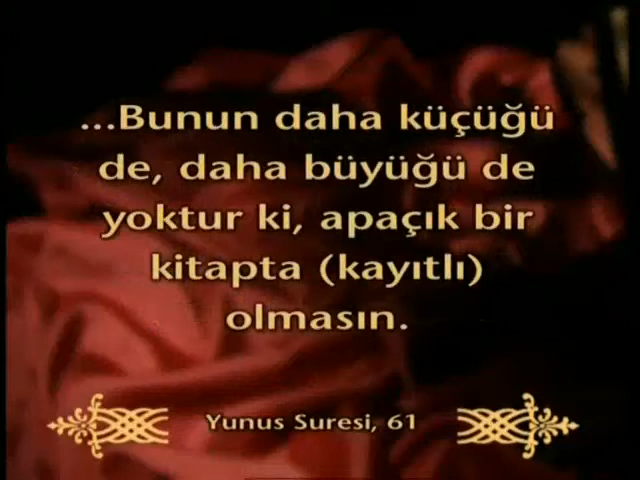 ...Bunun daha küçüğü
de, daha büyüğü de
yoktur ki, apaçık bir
kitapta (kayıtlı)
olmasın.
Yunus Suresi, 61